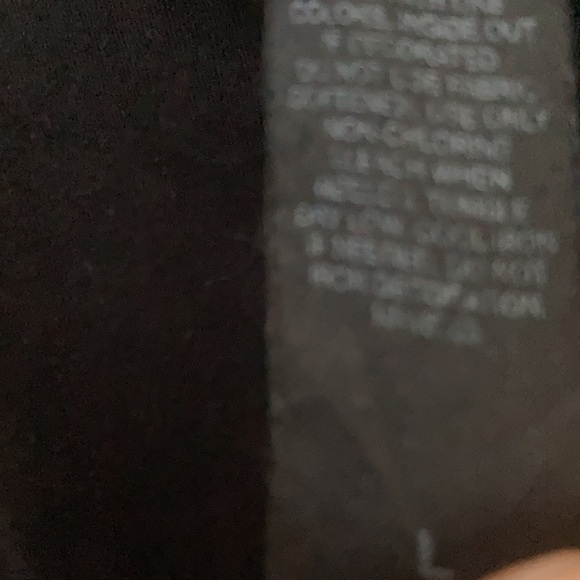 COLORS. INSIDE OUT
IF DECORATED.
DO NOT USE FABRIC
SOFTENER. USE ONLY
NON-CHLORINE
BLEACH WHEN
NEEDED. TUMBLE
DRY LOW. COOL IRON
IF NEEDED. DO NOT
IRON DECORATION.
L